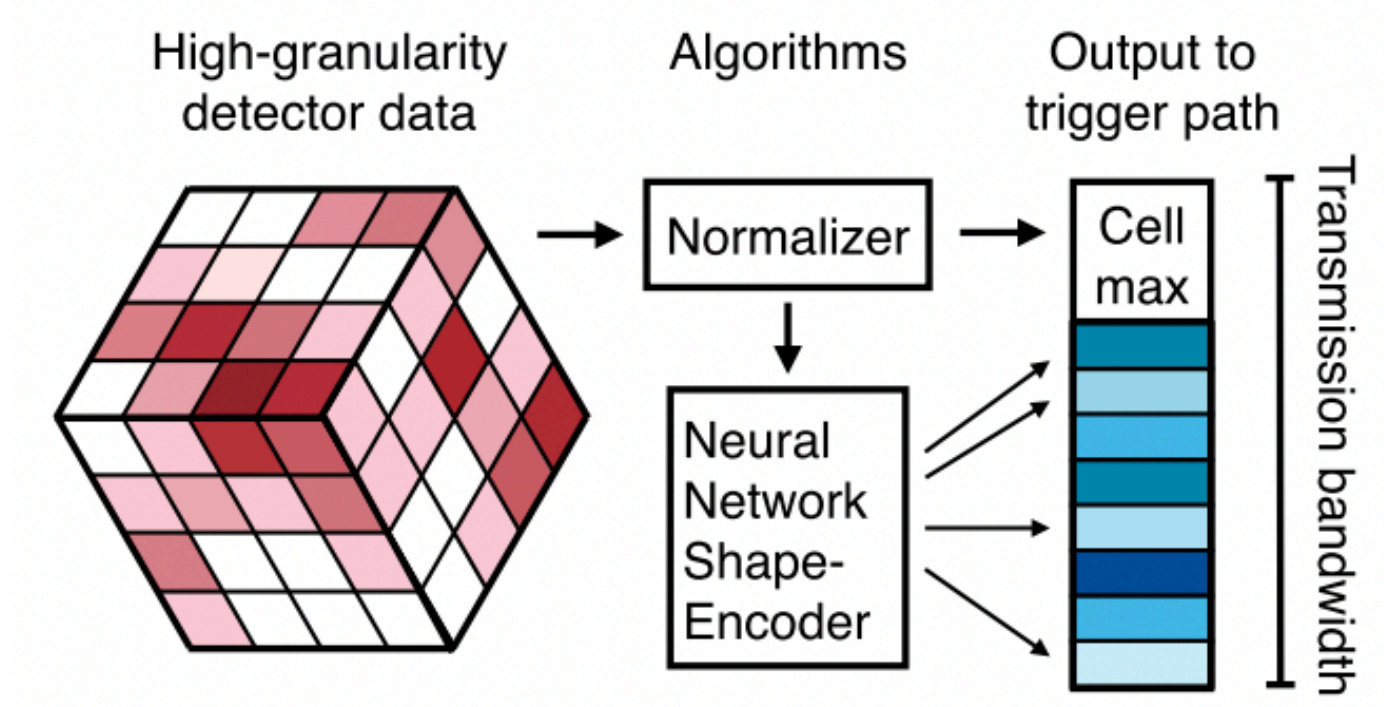 High-granularity
detector data
Algorithms
Output to
trigger path
Normalizer
Cell
max
Neural
Network
Shape-
Encoder
Transmission bandwidth